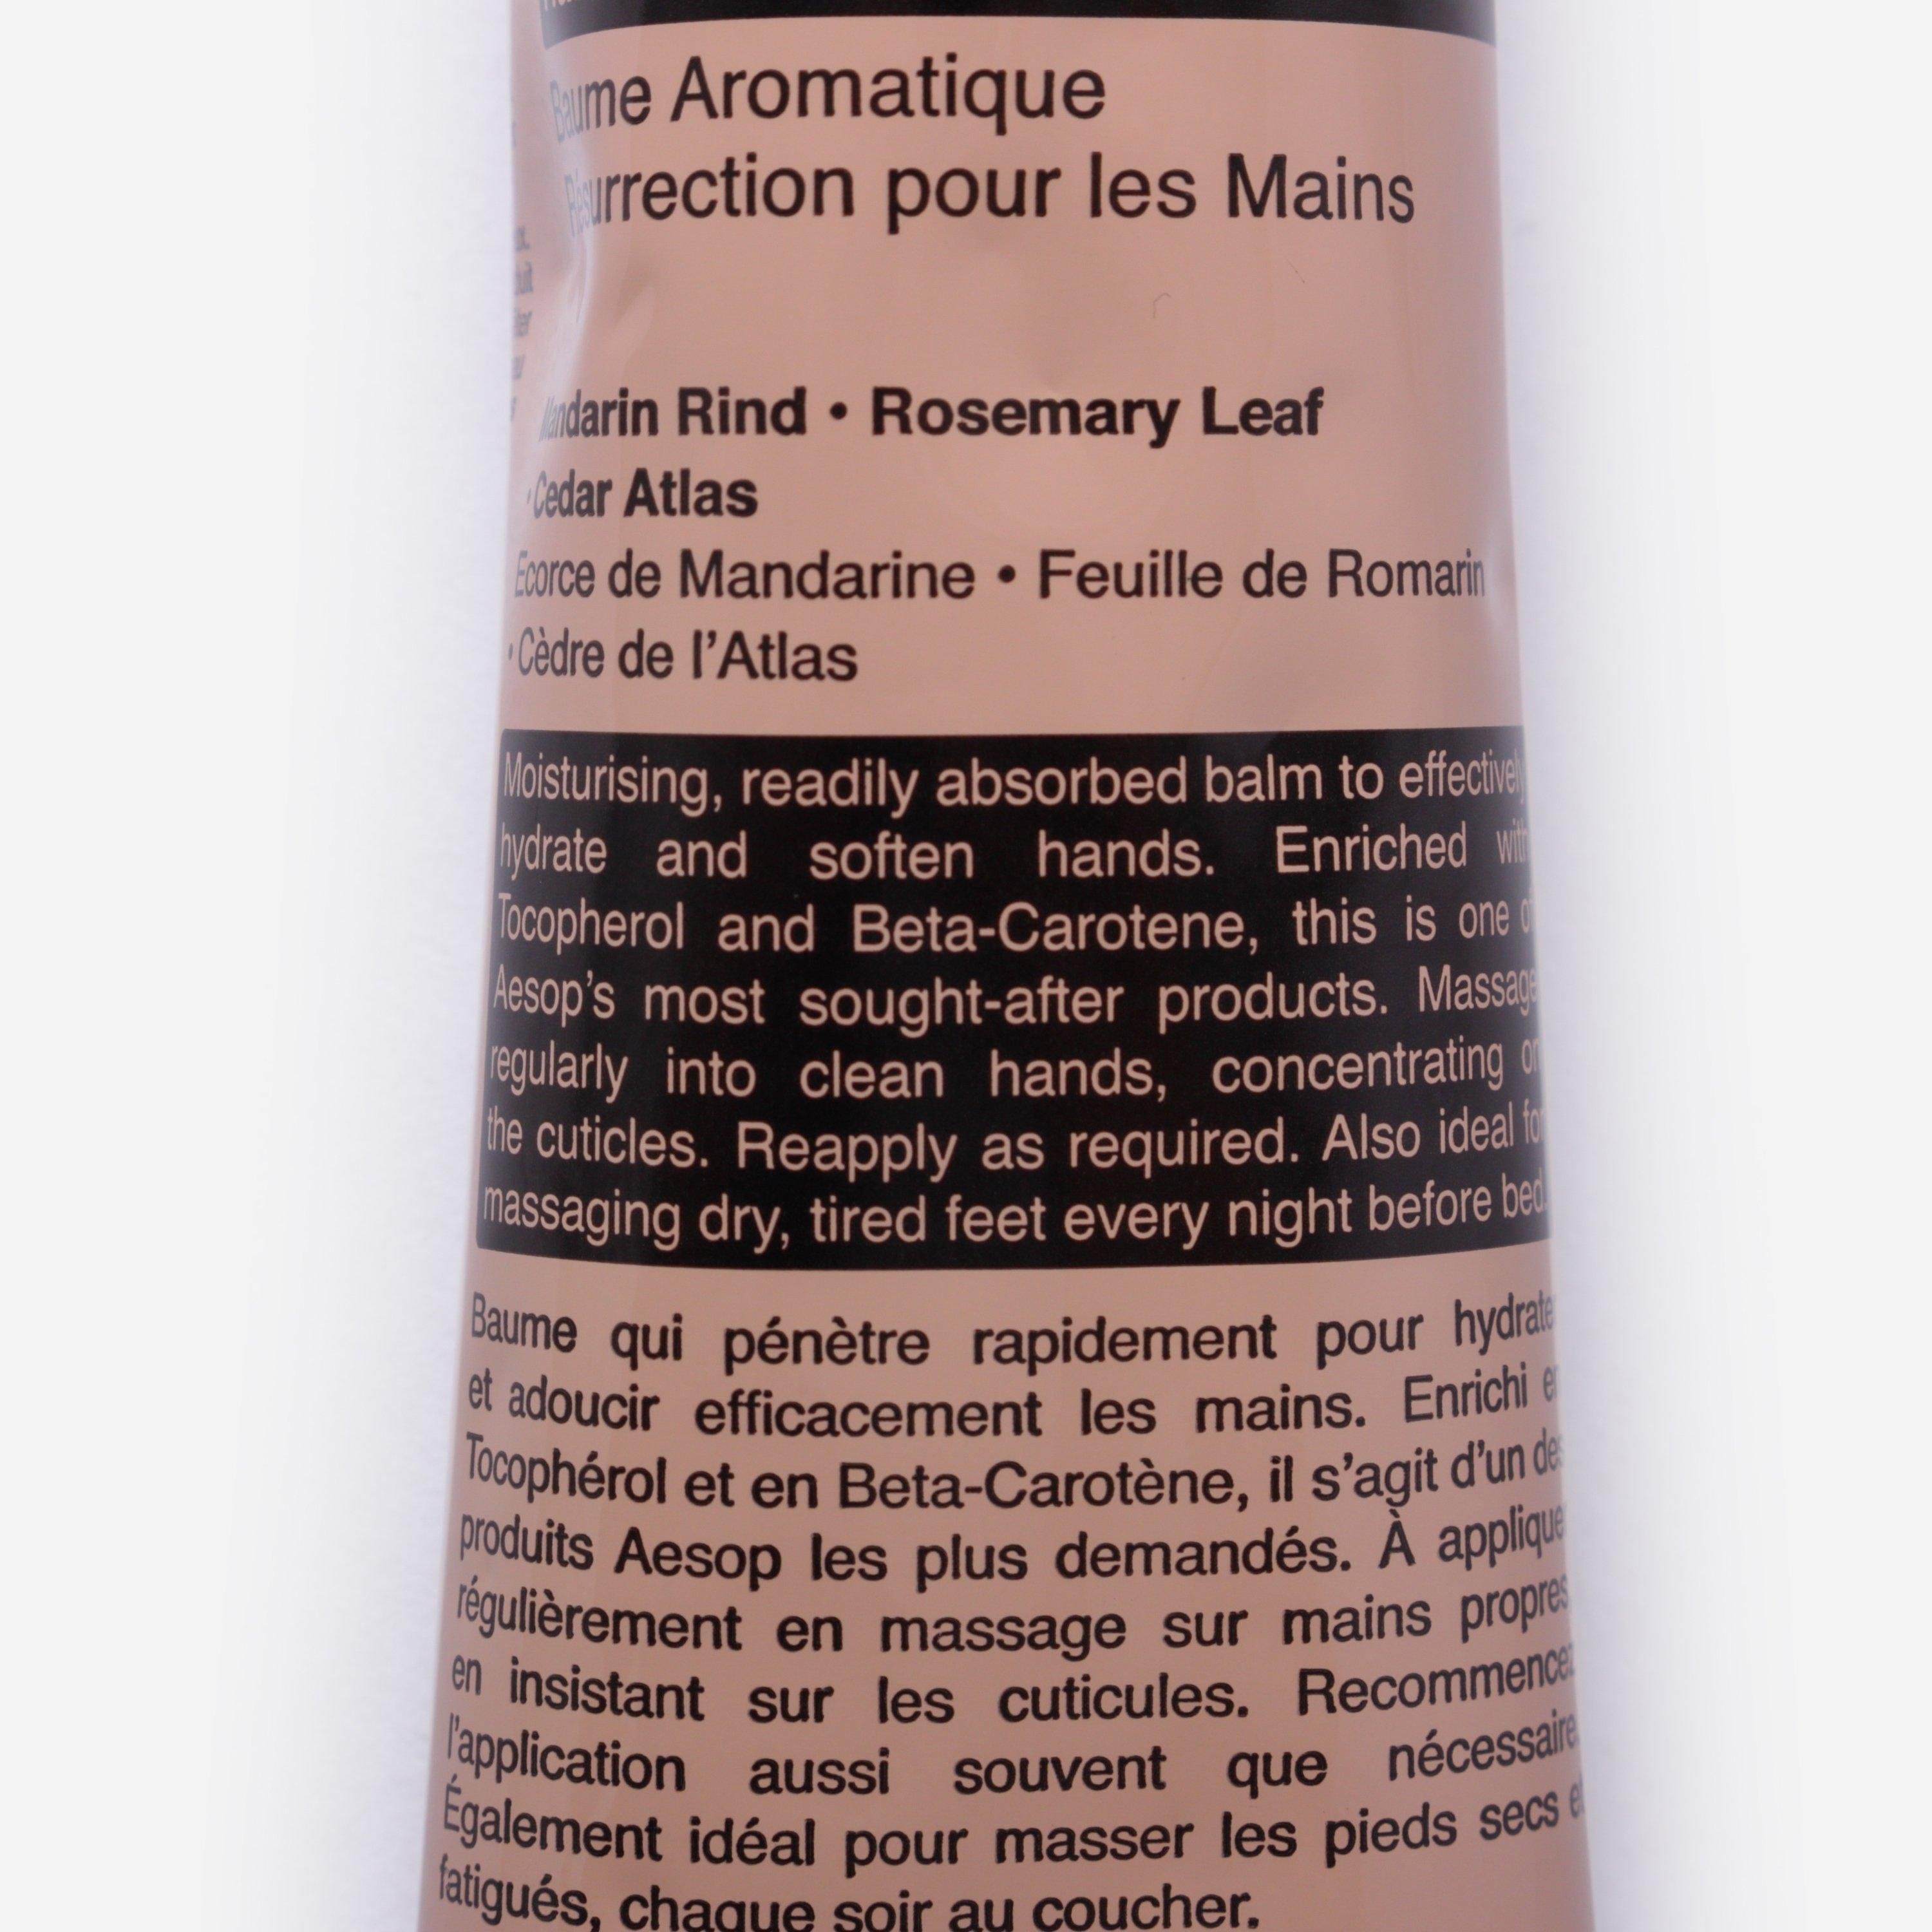 Baume Aromatique
Résurrection pour les Mains
Mandarin Rind • Rosemary Leaf
• Cedar Atlas
Ecorce de Mandarine • Feuille de Romarin
• Cèdre de l’Atlas
Moisturising, readily absorbed balm to effectively
hydrate and soften hands. Enriched with
Tocopherol and Beta-Carotene, this is one of
Aesop’s most sought-after products. Massage
regularly into clean hands, concentrating on
the cuticles. Reapply as required. Also ideal for
massaging dry, tired feet every night before bed.
Baume qui pénètre rapidement pour hydrater
et adoucir efficacement les mains. Enrichi en
Tocophérol et en Beta-Carotène, il s’agit d’un des
produits Aesop les plus demandés. À appliquer
régulièrement en massage sur mains propres,
en insistant sur les cuticules. Recommencez
l’application aussi souvent que nécessaire.
Également idéal pour masser les pieds secs et
fatigués, chaque soir au coucher.